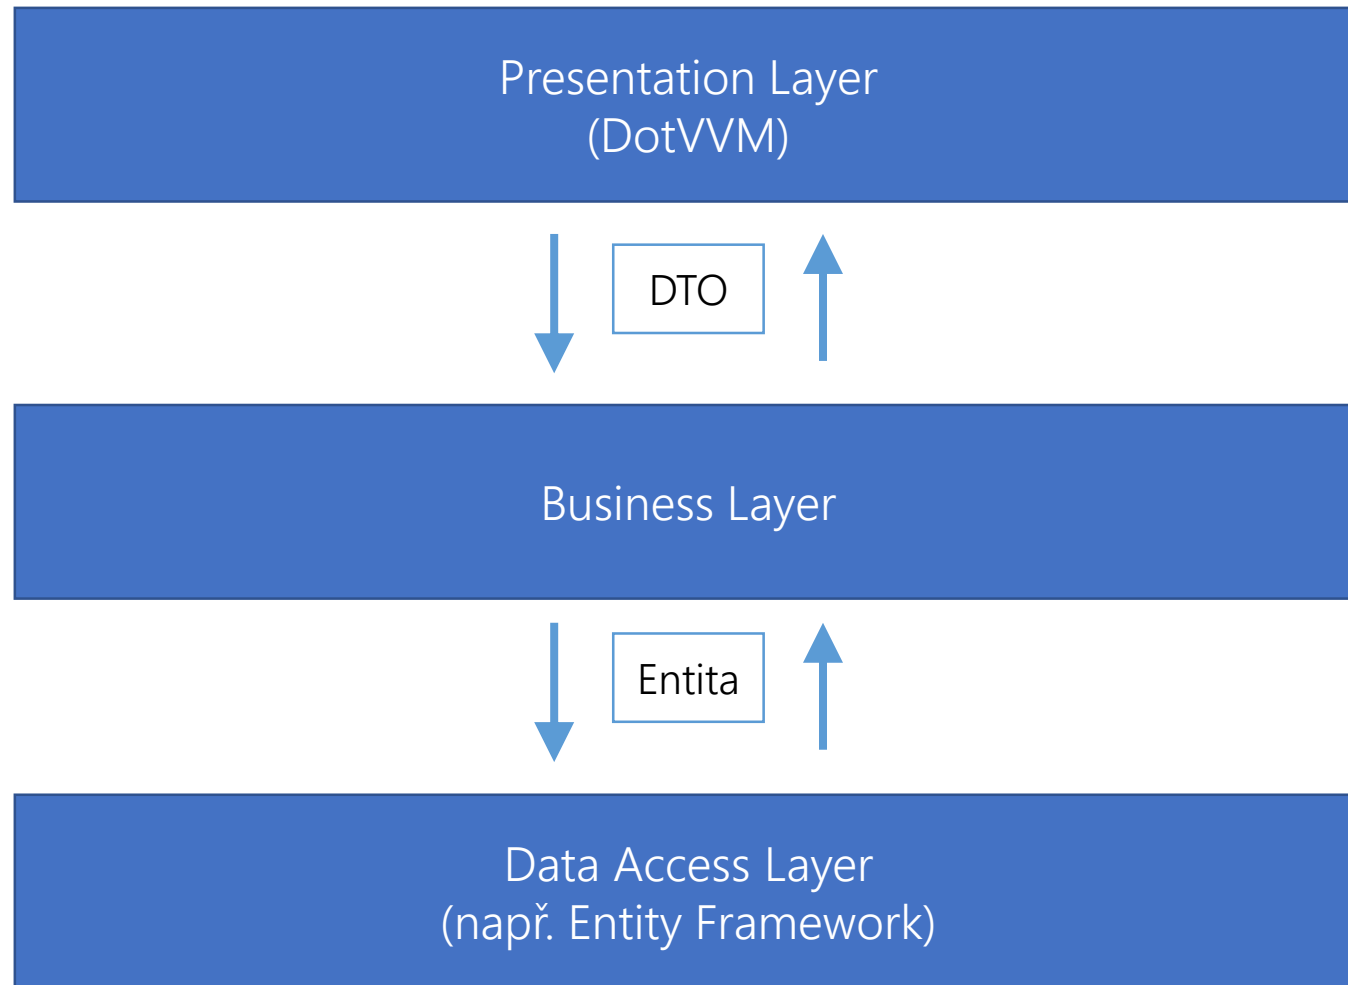 Presentation Layer
(DotVVM)
DTO
Business Layer
Entita
Data Access Layer
(např. Entity Framework)